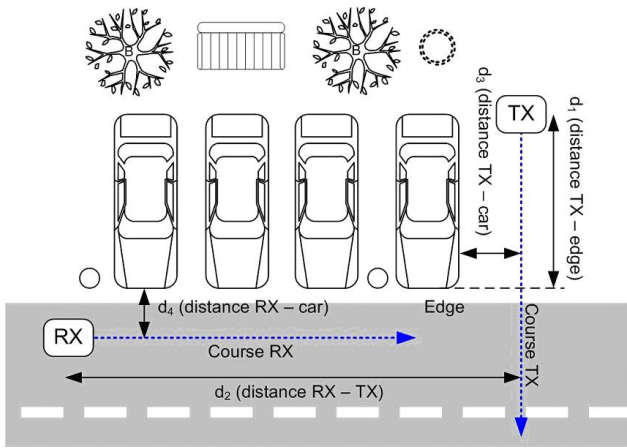 B
B
TX
d₃ (distance TX – car)
d₁ (distance TX – edge)
d₄ (distance RX – car)
Edge
RX
Course RX
Course TX
d₂ (distance RX – TX)